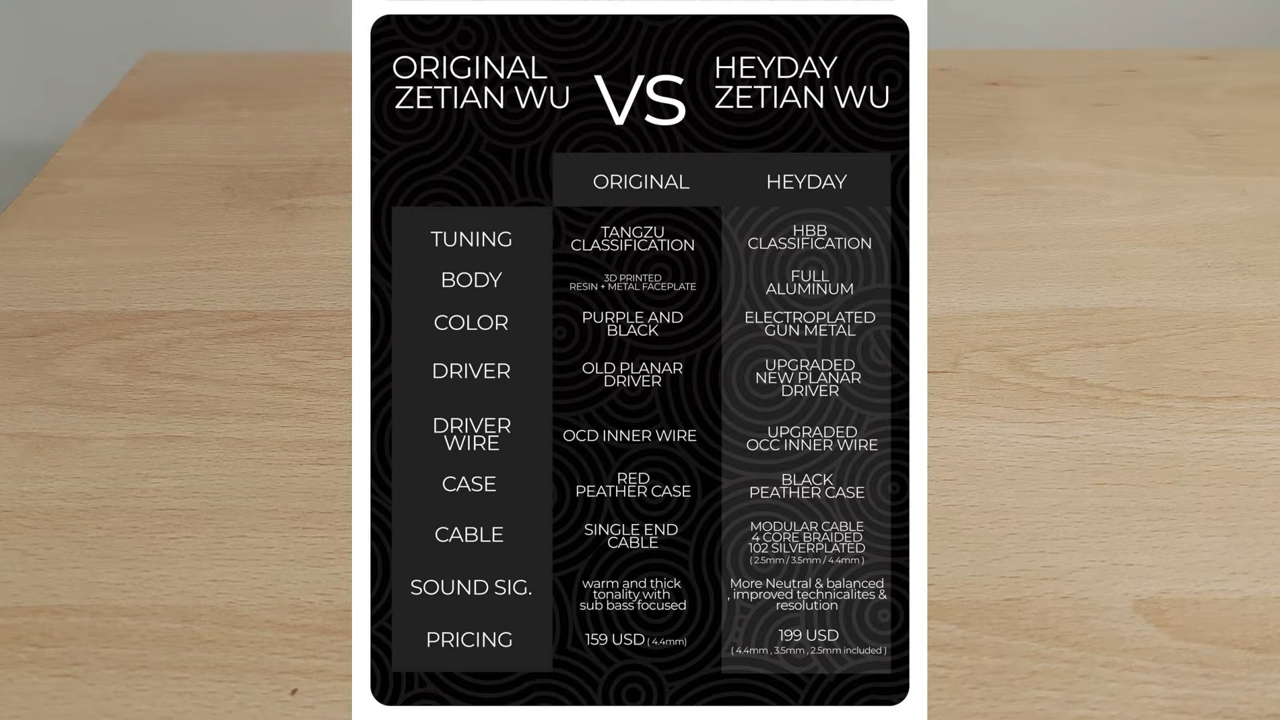 ORIGINAL
ZETIAN WU
VS
HEYDAY
ZETIAN WU
ORIGINAL
HEYDAY
TUNING
TANGZU
CLASSIFICATION
HBB
CLASSIFICATION
BODY
3D PRINTED
RESIN + METAL FACEPLATE
FULL
ALUMINUM
COLOR
PURPLE AND
BLACK
ELECTROPLATED
GUN METAL
DRIVER
OLD PLANAR
DRIVER
UPGRADED
NEW PLANAR
DRIVER
DRIVER
WIRE
OCD INNER WIRE
UPGRADED
OCC INNER WIRE
CASE
RED
PEATHER CASE
BLACK
PEATHER CASE
CABLE
SINGLE END
CABLE
MODULAR CABLE
4 CORE BRAIDED
102 SILVERPLATED
( 2.5mm / 3.5mm / 4.4mm )
SOUND SIG.
warm and thick
tonality with
sub bass focused
More Neutral & balanced
, improved technicalites &
resolution
PRICING
159 USD ( 4.4mm)
199 USD
( 4.4mm , 3.5mm , 2.5mm included )